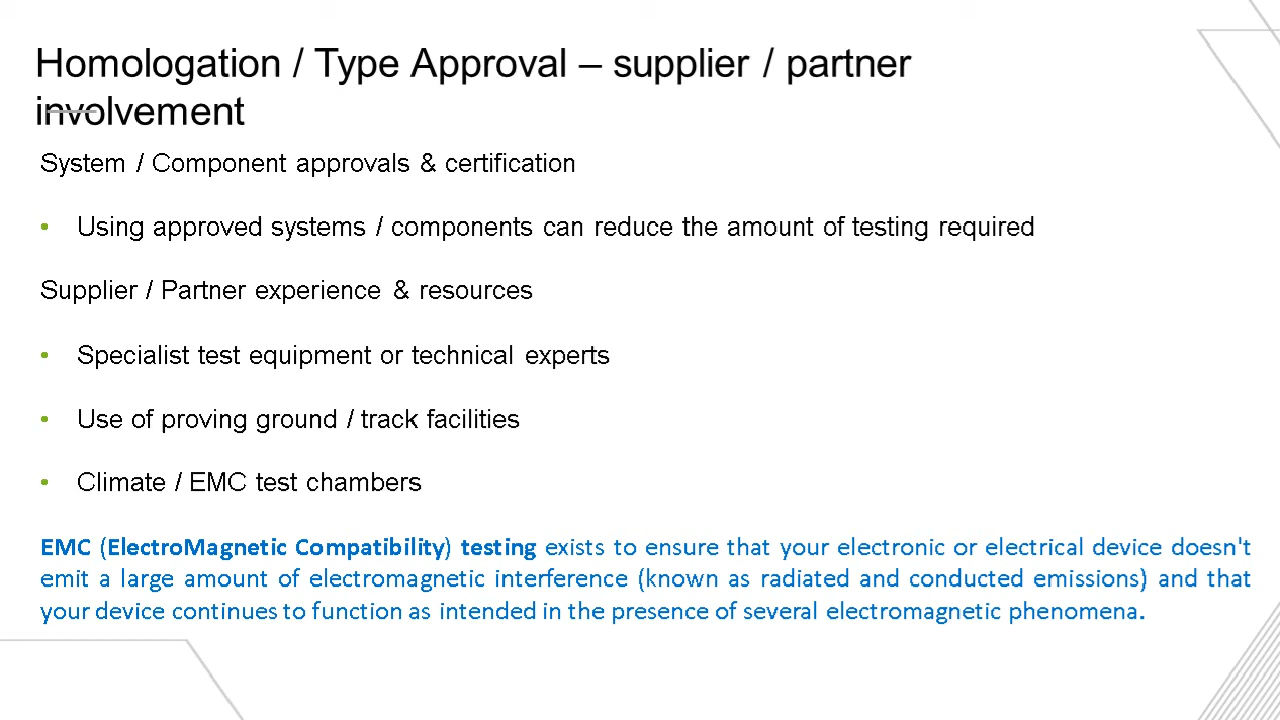 Homologation / Type Approval – supplier / partner
involvement
System / Component approvals & certification
• Using approved systems / components can reduce the amount of testing required
Supplier / Partner experience & resources
• Specialist test equipment or technical experts
• Use of proving ground / track facilities
• Climate / EMC test chambers
EMC (ElectroMagnetic Compatibility) testing exists to ensure that your electronic or electrical device doesn't
emit a large amount of electromagnetic interference (known as radiated and conducted emissions) and that
your device continues to function as intended in the presence of several electromagnetic phenomena.